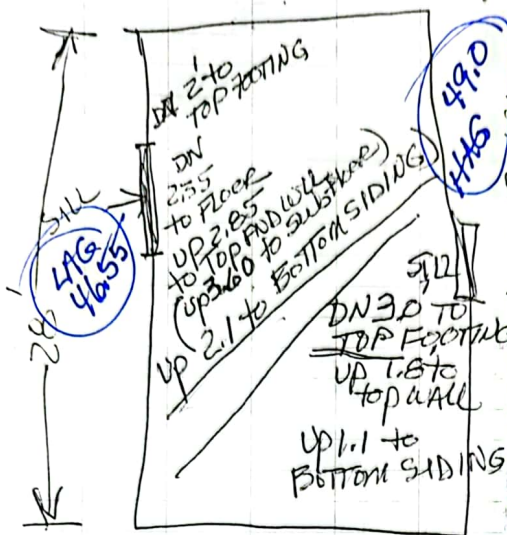 DN 2' to
TOP FOOTING
DN
2.55
to FLOOR
UP 2.85
to TOP FND WALL
(UP 3.60 to SUBFLOOR)
UP 2.1 to BOTTOM SIDING
SILL
LAG
46.55
49.0
HAG
SILL
DN 3.0 TO
TOP FOOTING
UP 1.8 to
top WALL
UP 1.1 to
BOTTOM SIDING